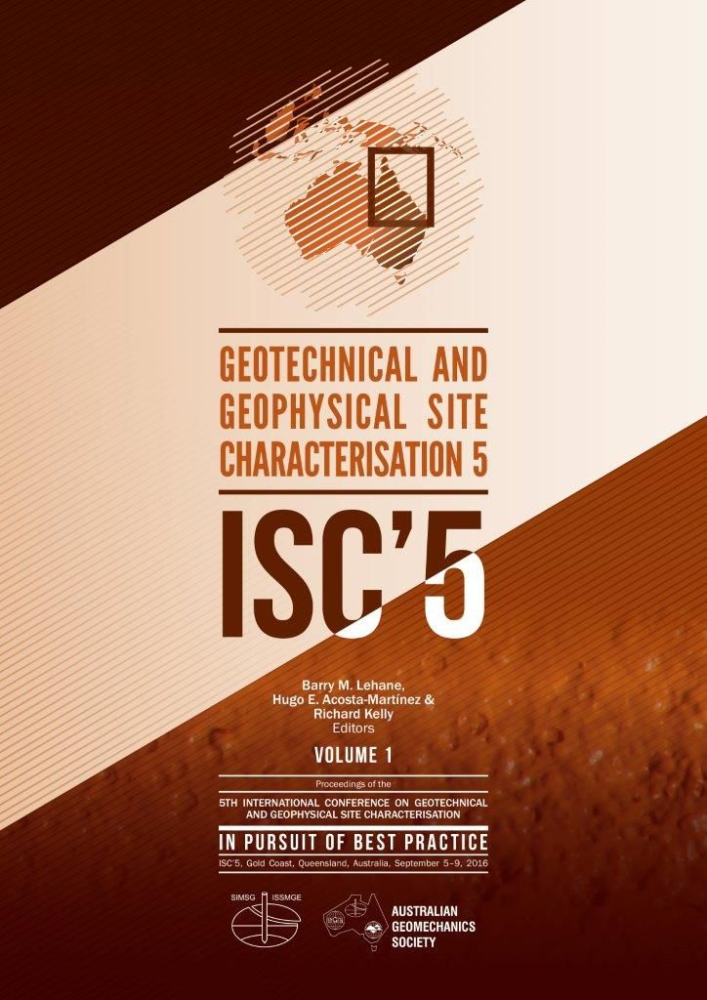 GEOTECHNICAL AND
GEOPHYSICAL SITE
CHARACTERISATION 5
ISC'5
Barry M. Lehane,
Hugo E. Acosta-Martínez &
Richard Kelly
Editors
VOLUME 1
Proceedings of the
5TH INTERNATIONAL CONFERENCE ON GEOTECHNICAL
AND GEOPHYSICAL SITE CHARACTERISATION
IN PURSUIT OF BEST PRACTICE
ISC'5, Gold Coast, Queensland, Australia, September 5–9, 2016
SIMSG ISSMGE
AUSTRALIAN
GEOMECHANICS
SOCIETY